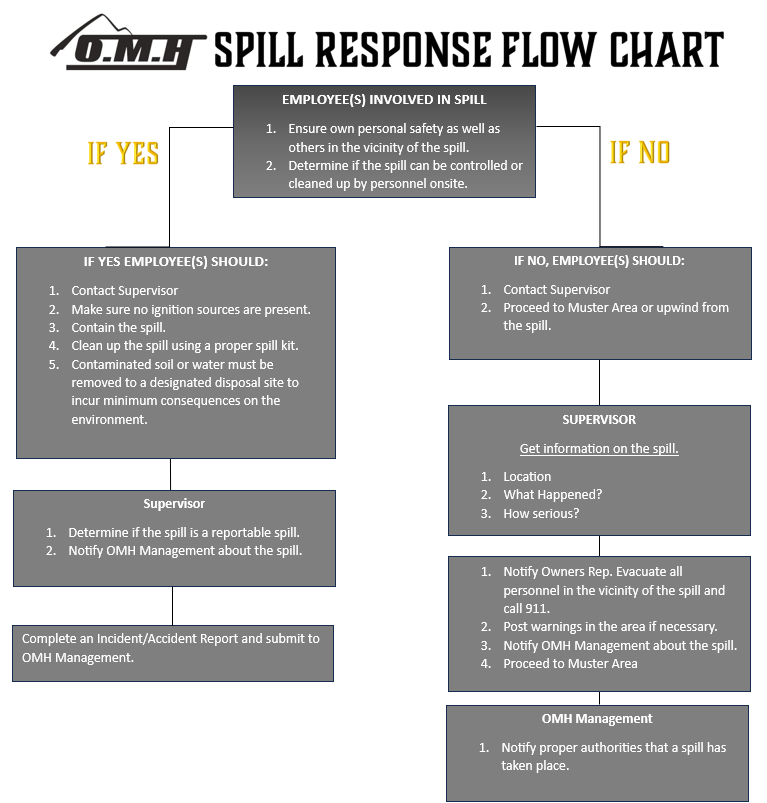 O.M.H SPILL RESPONSE FLOW CHART
EMPLOYEE(S) INVOLVED IN SPILL
1. Ensure own personal safety as well as
others in the vicinity of the spill.
2. Determine if the spill can be controlled or
cleaned up by personnel onsite.
IF YES
IF NO
IF YES EMPLOYEE(S) SHOULD:
1. Contact Supervisor
2. Make sure no ignition sources are present.
3. Contain the spill.
4. Clean up the spill using a proper spill kit.
5. Contaminated soil or water must be
removed to a designated disposal site to
incur minimum consequences on the
environment.
Supervisor
1. Determine if the spill is a reportable spill.
2. Notify OMH Management about the spill.
Complete an Incident/Accident Report and submit to
OMH Management.
IF NO, EMPLOYEE(S) SHOULD:
1. Contact Supervisor
2. Proceed to Muster Area or upwind from
the spill.
SUPERVISOR
Get information on the spill.
1. Location
2. What Happened?
3. How serious?
1. Notify Owners Rep. Evacuate all
personnel in the vicinity of the spill and
call 911.
2. Post warnings in the area if necessary.
3. Notify OMH Management about the spill.
4. Proceed to Muster Area
OMH Management
1. Notify proper authorities that a spill has
taken place.